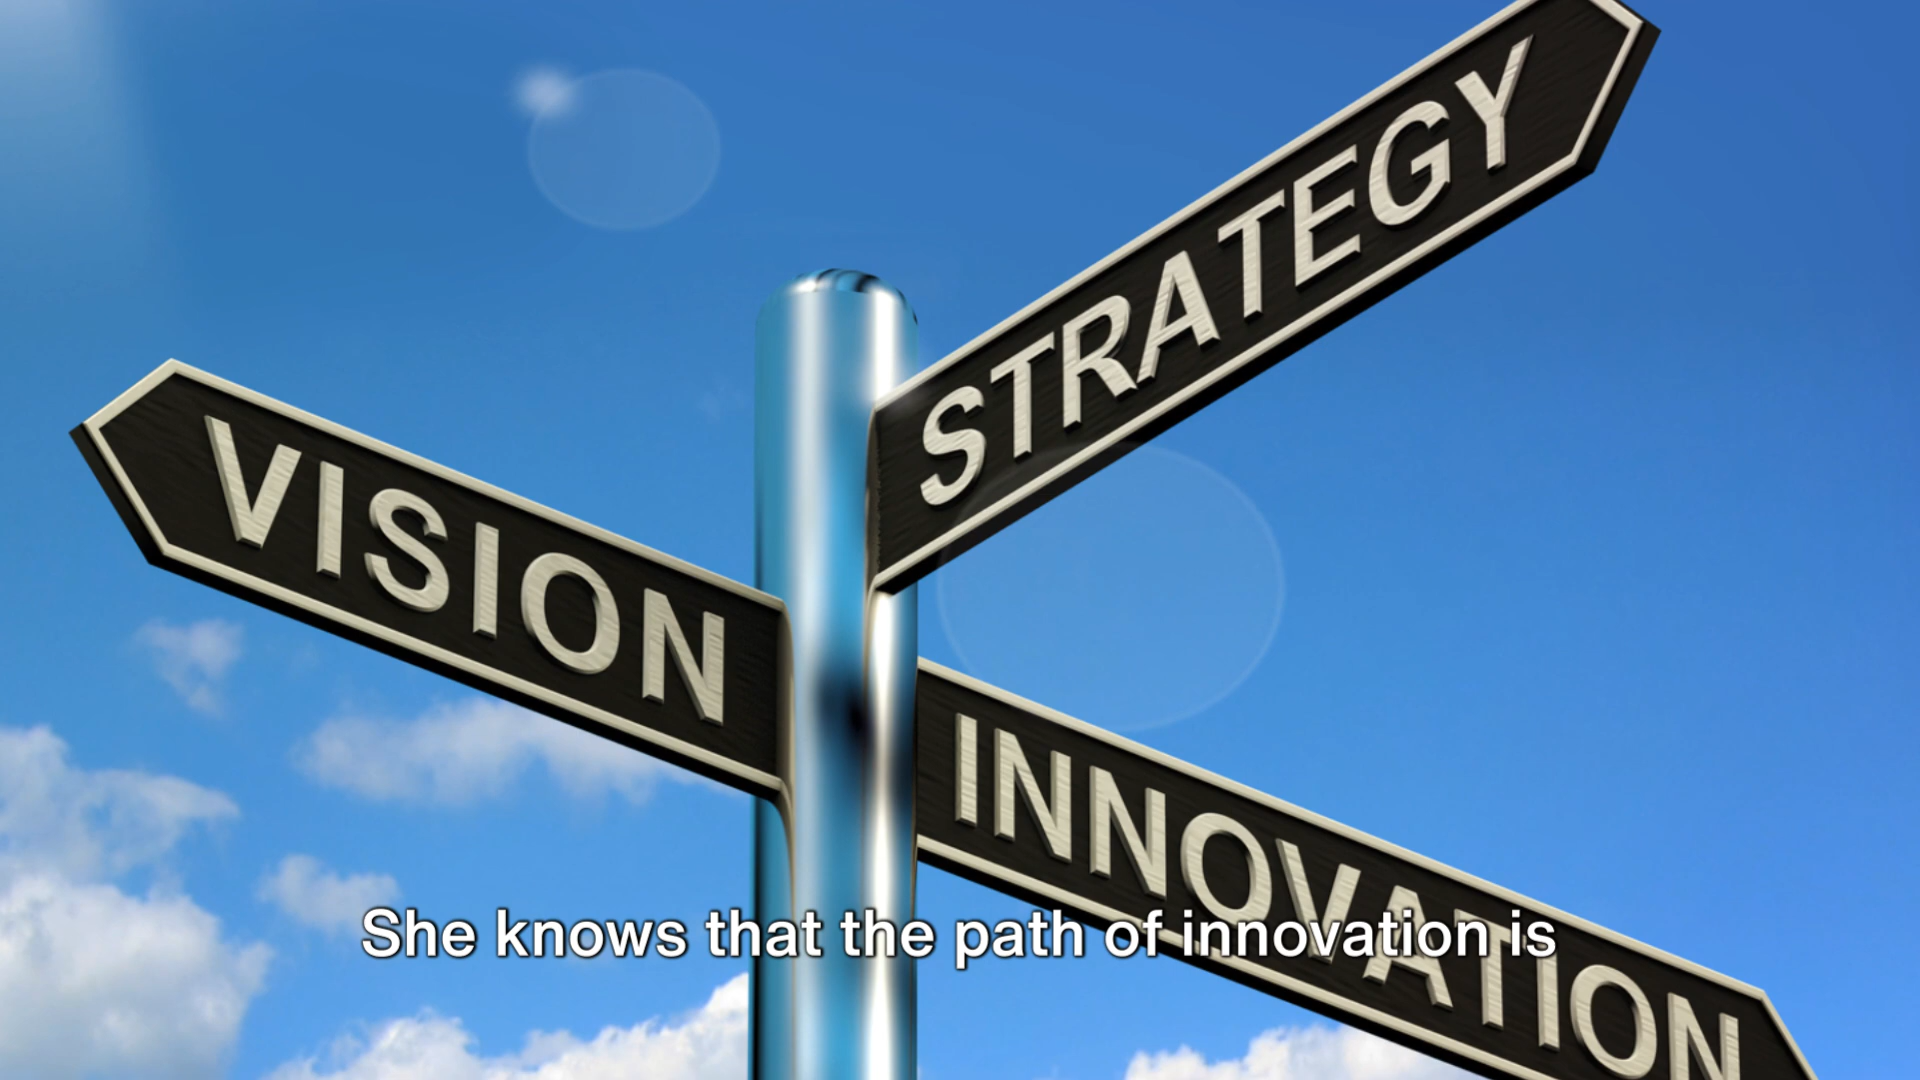 STRATEGY
VISION
INNOVATION
She knows that the path of innovation is